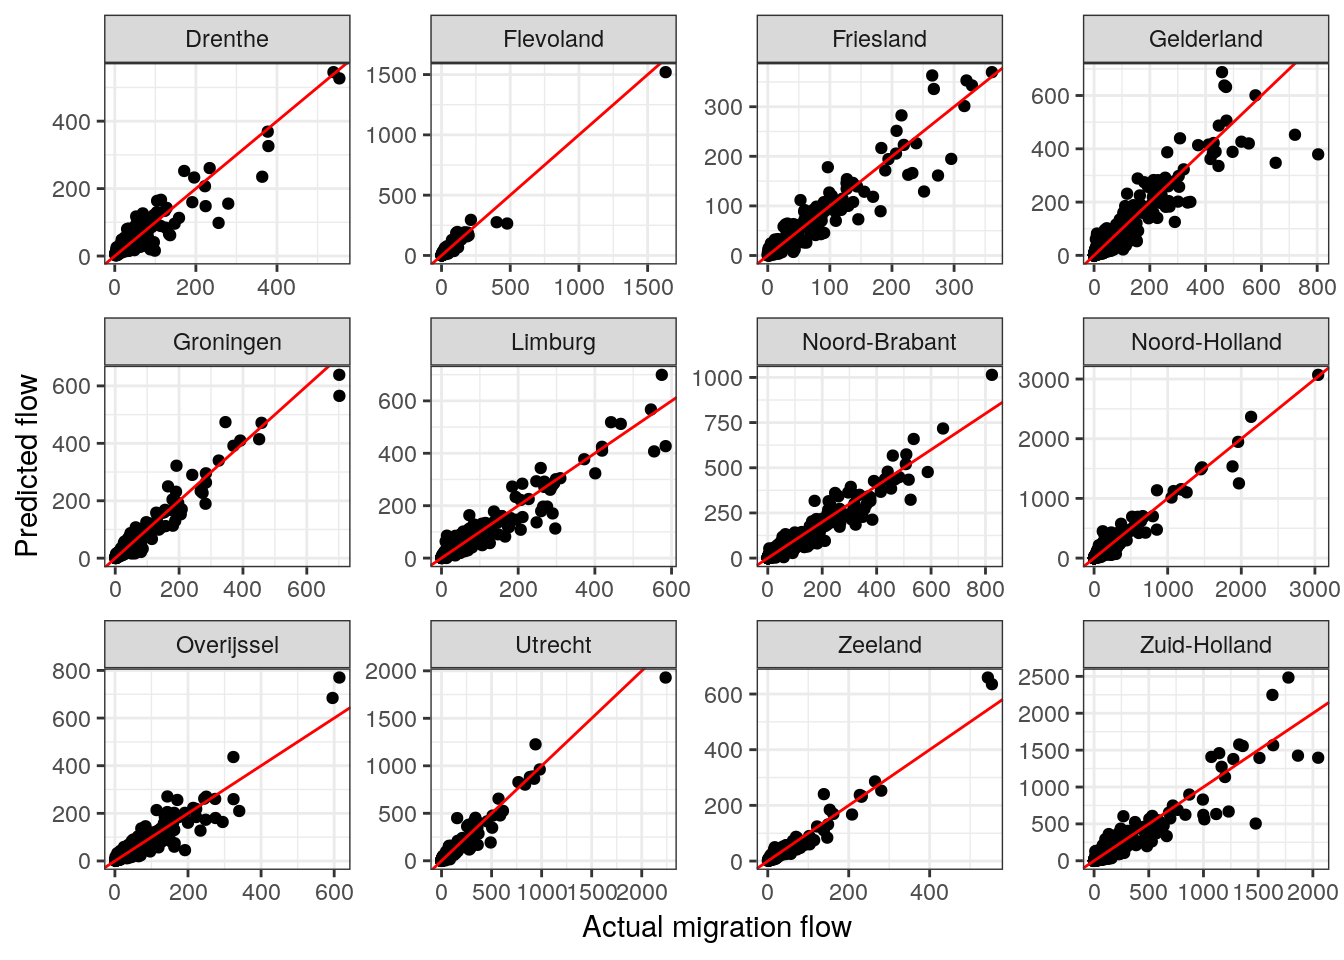 Drenthe
Flevoland
Friesland
Gelderland
0
200
400
0 200 400
0
500
1000
1500
0 500 1000 1500
0
100
200
300
0 100 200 300
0
200
400
600
0 200 400 600 800
Groningen
Limburg
Noord-Brabant
Noord-Holland
600
400
200
0
0 200 400 600
600
400
200
0
0 200 400 600
1000
750
500
250
0
0 200 400 600 800
3000
2000
1000
0
0 1000 2000 3000
Overijssel
Utrecht
Zeeland
Zuid-Holland
800
600
400
200
0
0 200 400 600
2000
1500
1000
500
0
0 500 1000 1500 2000
600
400
200
0
0 200 400
2500
2000
1500
1000
500
0
0 500 1000 1500 2000
Predicted flow
Actual migration flow